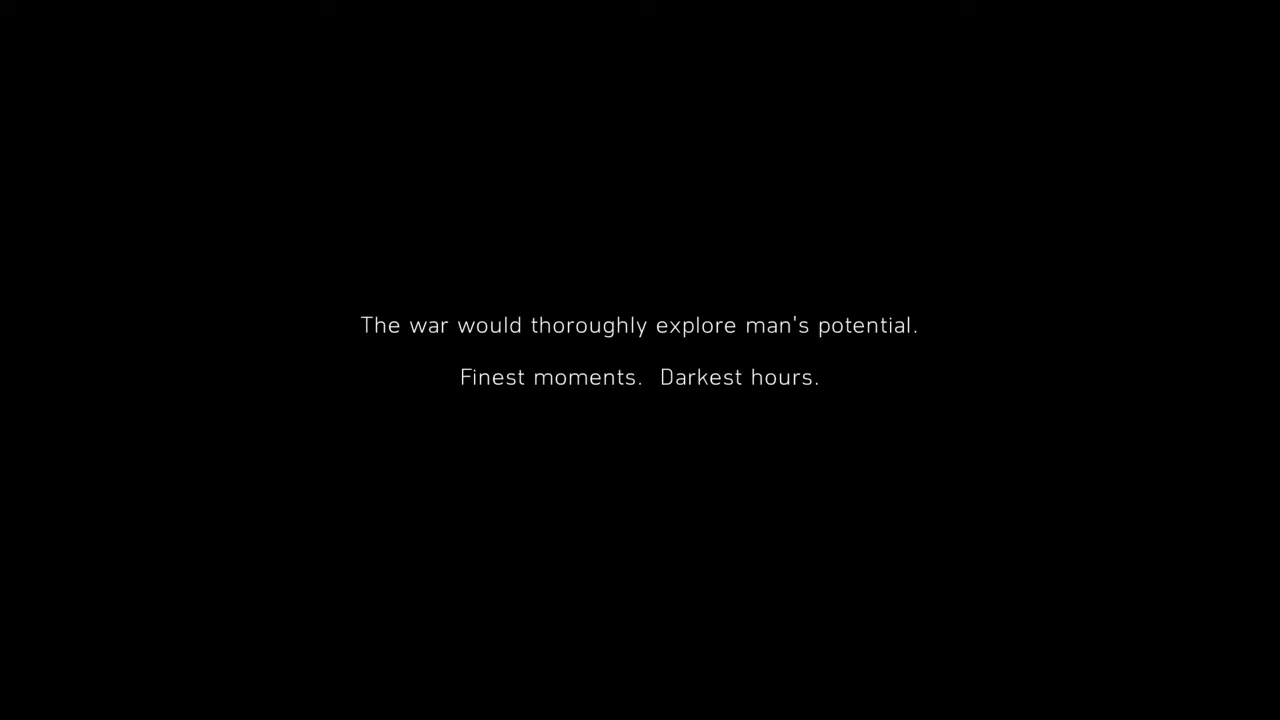 The war would thoroughly explore man's potential.
Finest moments.  Darkest hours.